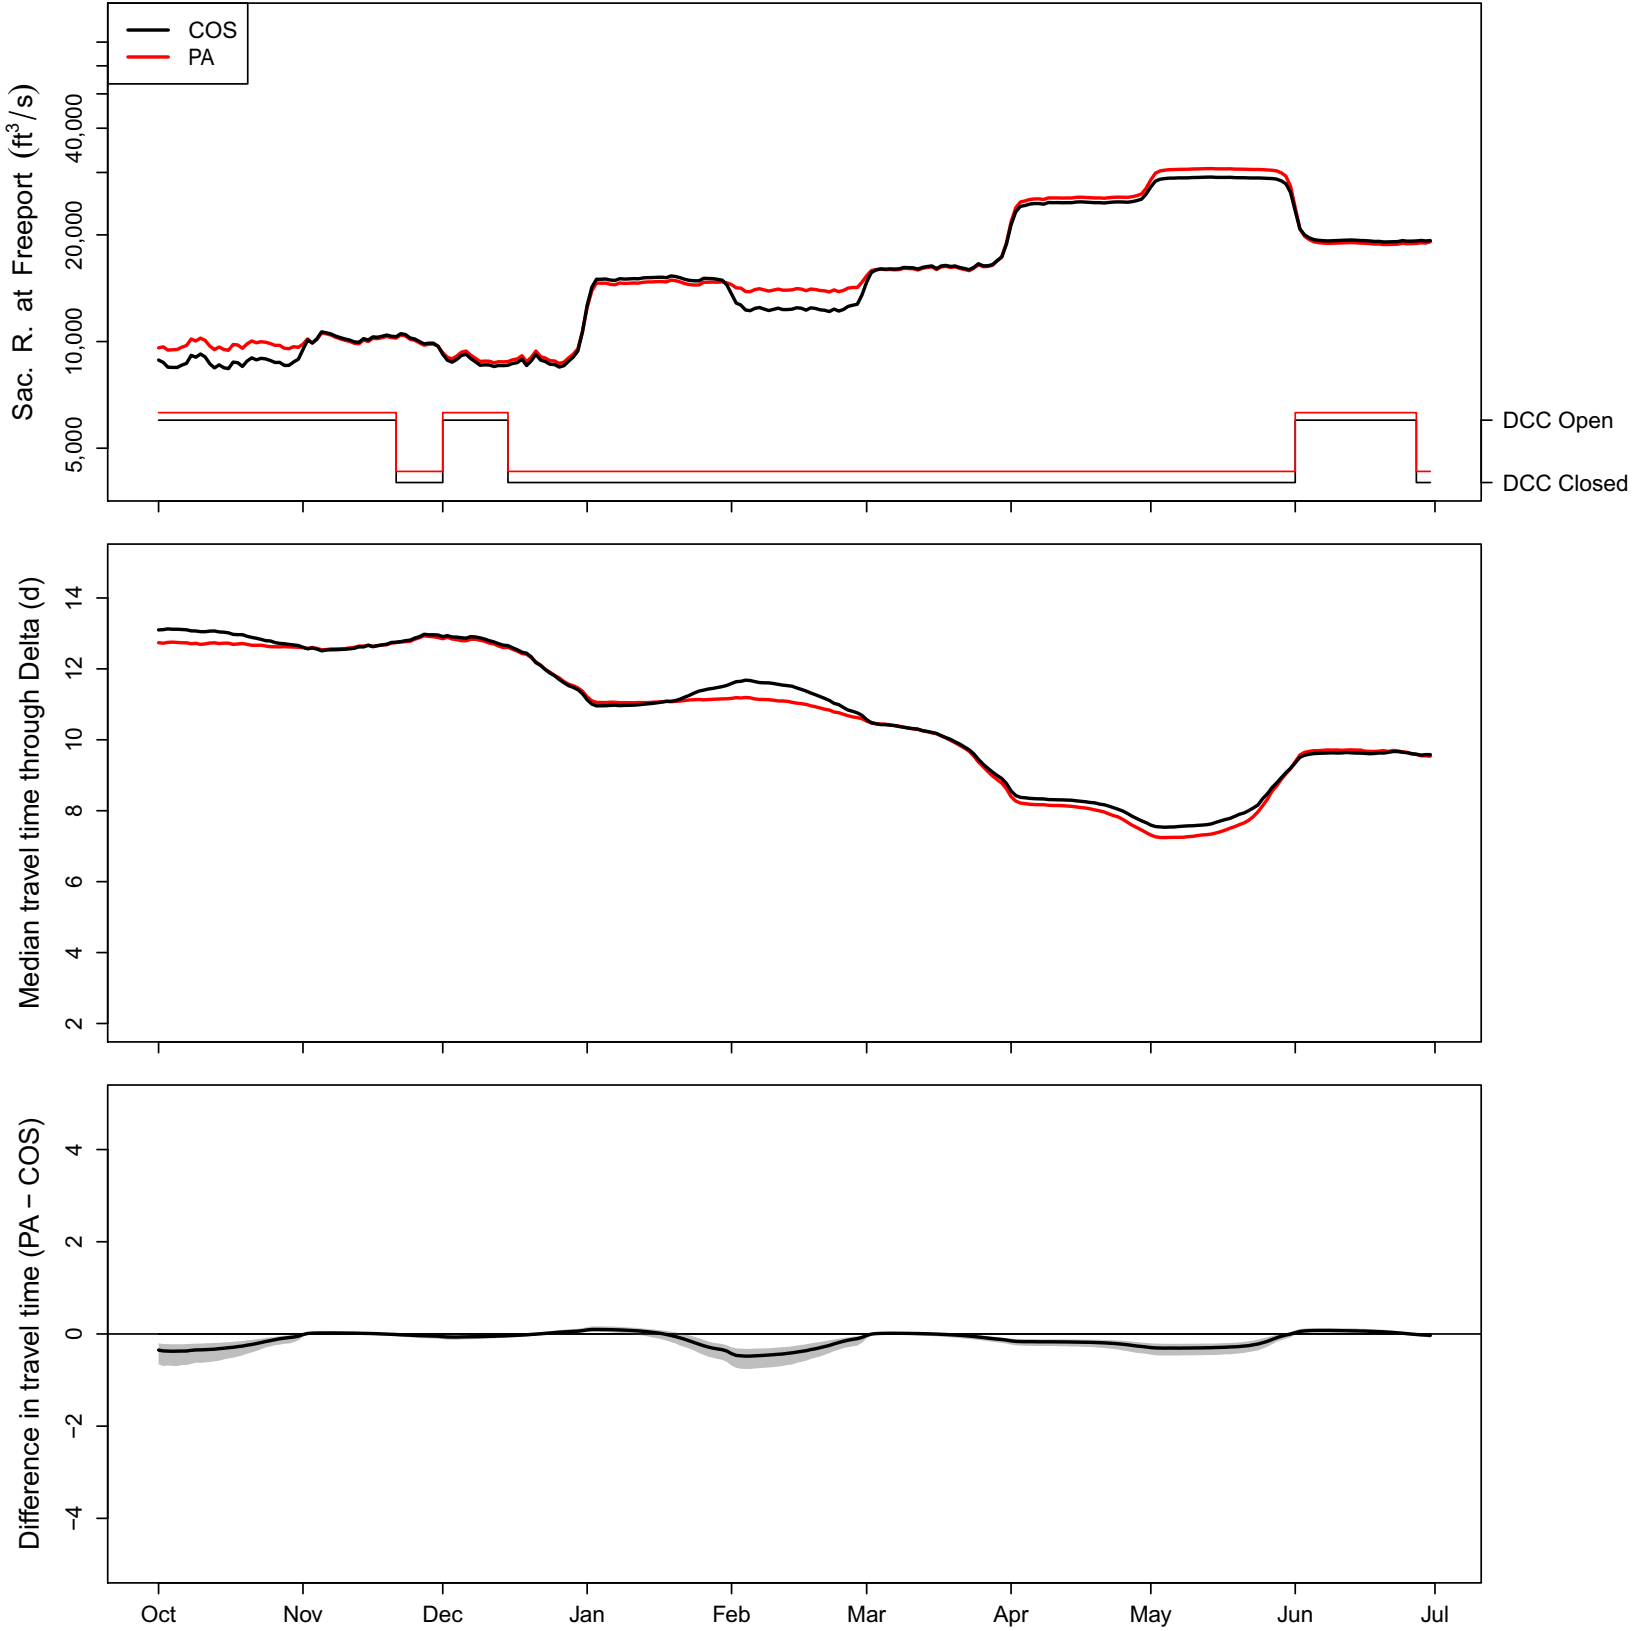 COS
PA
Sac. R. at Freeport (ft³/s)
40,000
20,000
10,000
5,000
DCC Open
DCC Closed
Median travel time through Delta (d)
14
12
10
8
6
4
2
Difference in travel time (PA − COS)
4
2
0
−2
−4
Oct Nov Dec Jan Feb Mar Apr May Jun Jul